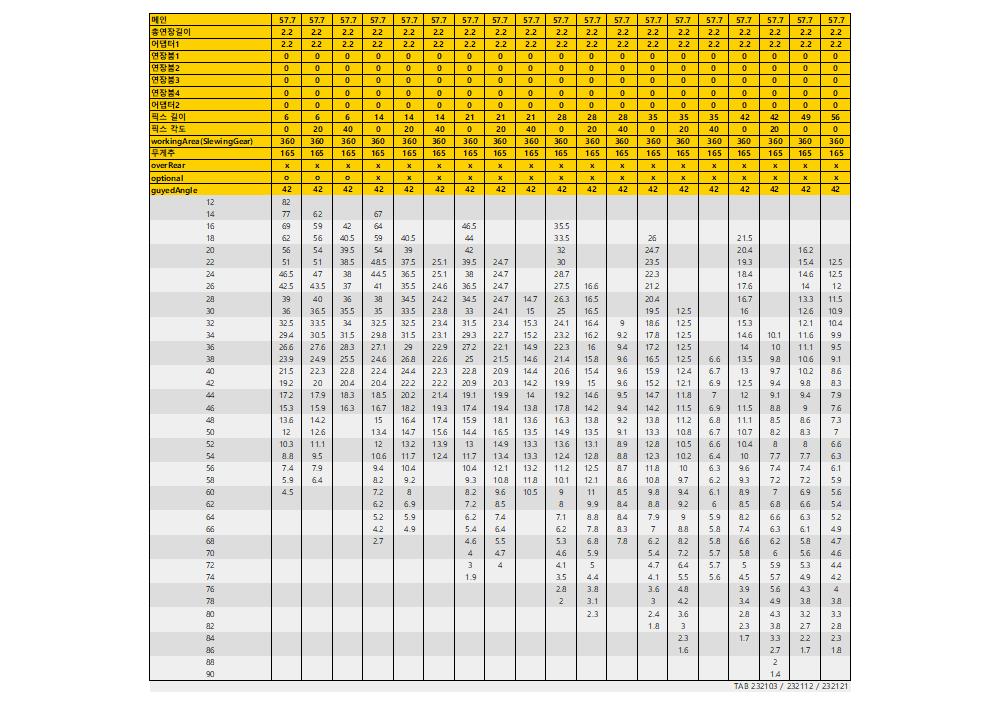 메인 57.7 57.7 57.7 57.7 57.7 57.7 57.7 57.7 57.7 57.7 57.7 57.7 57.7 57.7 57.7 57.7 57.7 57.7 57.7
총연장길이 2.2 2.2 2.2 2.2 2.2 2.2 2.2 2.2 2.2 2.2 2.2 2.2 2.2 2.2 2.2 2.2 2.2 2.2 2.2
어댑터1 2.2 2.2 2.2 2.2 2.2 2.2 2.2 2.2 2.2 2.2 2.2 2.2 2.2 2.2 2.2 2.2 2.2 2.2 2.2
연장붐1 0 0 0 0 0 0 0 0 0 0 0 0 0 0 0 0 0 0 0
연장붐2 0 0 0 0 0 0 0 0 0 0 0 0 0 0 0 0 0 0 0
연장붐3 0 0 0 0 0 0 0 0 0 0 0 0 0 0 0 0 0 0 0
연장붐4 0 0 0 0 0 0 0 0 0 0 0 0 0 0 0 0 0 0 0
어댑터2 0 0 0 0 0 0 0 0 0 0 0 0 0 0 0 0 0 0 0
픽스 길이 6 6 6 14 14 14 21 21 21 28 28 28 35 35 35 42 42 49 56
픽스 각도 0 20 40 0 20 40 0 20 40 0 20 40 0 20 40 0 20 0 0
workingArea(SlewingGear) 360 360 360 360 360 360 360 360 360 360 360 360 360 360 360 360 360 360 360
무게추 165 165 165 165 165 165 165 165 165 165 165 165 165 165 165 165 165 165 165
overRear x x x x x x x x x x x x x x x x x x x
optional o o o x x x x x x x x x x x x x x x x
guyedAngle 42 42 42 42 42 42 42 42 42 42 42 42 42 42 42 42 42 42 42
12 82
14 77 62 67
16 69 59 42 64 46.5 35.5
18 62 56 40.5 59 40.5 44 33.5 26 21.5
20 56 54 39.5 54 39 42 32 24.7 20.4 16.2
22 51 51 38.5 48.5 37.5 25.1 39.5 24.7 30 23.5 19.3 15.4 12.5
24 46.5 47 38 44.5 36.5 25.1 38 24.7 28.7 22.3 18.4 14.6 12.5
26 42.5 43.5 37 41 35.5 24.6 36.5 24.7 27.5 16.6 21.2 17.6 14 12
28 39 40 36 38 34.5 24.2 34.5 24.7 14.7 26.3 16.5 20.4 16.7 13.3 11.5
30 36 36.5 35.5 35 33.5 23.8 33 24.1 15 25 16.5 19.5 12.5 16 12.6 10.9
32 32.5 33.5 34 32.5 32.5 23.4 31.5 23.4 15.3 24.1 16.4 9 18.6 12.5 15.3 12.1 10.4
34 29.4 30.5 31.5 29.8 31.5 23.1 29.3 22.7 15.2 23.2 16.2 9.2 17.8 12.5 14.6 10.1 11.6 9.9
36 26.6 27.6 28.3 27.1 29 22.9 27.2 22.1 14.9 22.3 16 9.4 17.2 12.5 14 10 11.1 9.5
38 23.9 24.9 25.5 24.6 26.8 22.6 25 21.5 14.6 21.4 15.8 9.6 16.5 12.5 6.6 13.5 9.8 10.6 9.1
40 21.5 22.3 22.8 22.4 24.4 22.3 22.8 20.9 14.4 20.6 15.4 9.6 15.9 12.4 6.7 13 9.7 10.2 8.6
42 19.2 20 20.4 20.4 22.2 22.2 20.9 20.3 14.2 19.9 15 9.6 15.2 12.1 6.9 12.5 9.4 9.8 8.3
44 17.2 17.9 18.3 18.5 20.2 21.4 19.1 19.9 14 19.2 14.6 9.5 14.7 11.8 7 12 9.1 9.4 7.9
46 15.3 15.9 16.3 16.7 18.2 19.3 17.4 19.4 13.8 17.8 14.2 9.4 14.2 11.5 6.9 11.5 8.8 9 7.6
48 13.6 14.2 15 16.4 17.4 15.9 18.1 13.6 16.3 13.8 9.2 13.8 11.2 6.8 11.1 8.5 8.6 7.3
50 12 12.6 13.4 14.7 15.6 14.4 16.5 13.5 14.9 13.5 9.1 13.3 10.8 6.7 10.7 8.2 8.3 7
52 10.3 11.1 12 13.2 13.9 13 14.9 13.3 13.6 13.1 8.9 12.8 10.5 6.6 10.4 8 8 6.6
54 8.8 9.5 10.6 11.7 12.4 11.7 13.4 13.3 12.4 12.8 8.8 12.3 10.2 6.4 10 7.7 7.7 6.3
56 7.4 7.9 9.4 10.4 10.4 12.1 13.2 11.2 12.5 8.7 11.8 10 6.3 9.6 7.4 7.4 6.1
58 5.9 6.4 8.2 9.2 9.3 10.8 11.8 10.1 12.1 8.6 10.8 9.7 6.2 9.3 7.2 7.2 5.9
60 4.5 7.2 8 8.2 9.6 10.5 9 11 8.5 9.8 9.4 6.1 8.9 7 6.9 5.6
62 6.2 6.9 7.2 8.5 8 9.9 8.4 8.8 9.2 6 8.5 6.8 6.6 5.4
64 5.2 5.9 6.2 7.4 7.1 8.8 8.4 7.9 9 5.9 8.2 6.6 6.3 5.2
66 4.2 4.9 5.4 6.4 6.2 7.8 8.3 7 8.8 5.8 7.4 6.3 6.1 4.9
68 2.7 4.6 5.5 5.3 6.8 7.8 6.2 8.2 5.8 6.6 6.2 5.8 4.7
70 4 4.7 4.6 5.9 5.4 7.2 5.7 5.8 6 5.6 4.6
72 3 4 4.1 5 4.7 6.4 5.7 5 5.9 5.3 4.4
74 1.9 3.5 4.4 4.1 5.5 5.6 4.5 5.7 4.9 4.2
76 2.8 3.8 3.6 4.8 3.9 5.6 4.3 4
78 2 3.1 3 4.2 3.4 4.9 3.8 3.8
80 2.3 2.4 3.6 2.8 4.3 3.2 3.3
82 1.8 3 2.3 3.8 2.7 2.8
84 2.3 1.7 3.3 2.2 2.3
86 1.6 2.7 1.7 1.8
88 2
90 1.4
TAB 232103 / 232112 / 232121